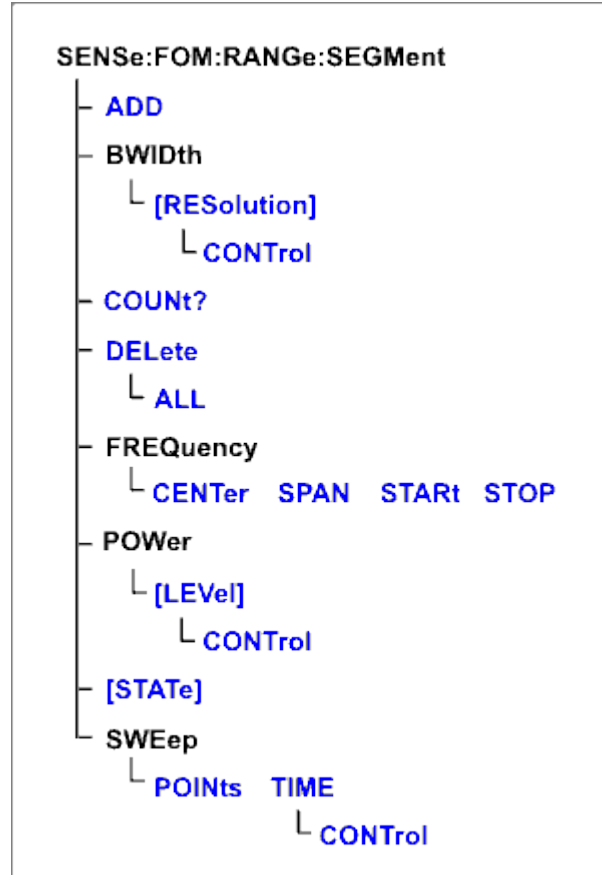 SENSe:FOM:RANGe:SEGMent
ADD
BWIDth
[RESolution]
CONTrol
COUNt?
DELete
ALL
FREQuency
CENTer SPAN STARt STOP
POWer
[LEVel]
CONTrol
[STATe]
SWEep
POINts TIME
CONTrol